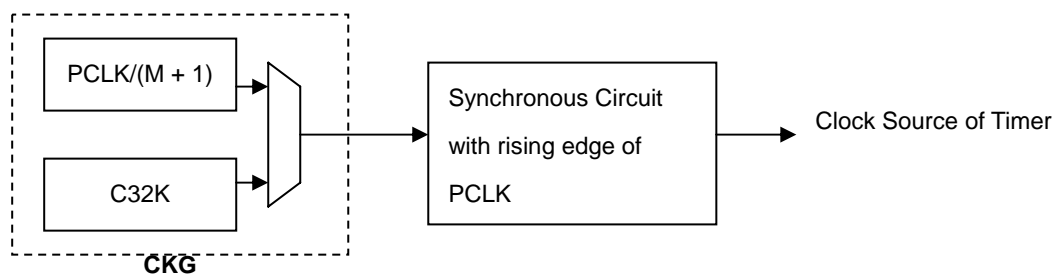 PCLK/(M + 1)
C32K
CKG
Synchronous Circuit
with rising edge of
PCLK
Clock Source of Timer